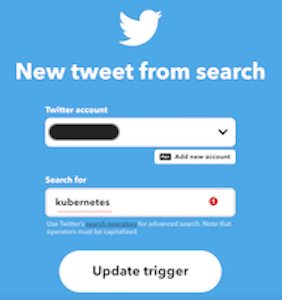 New tweet from search
Twitter account
Add new account
Search for
kubernetes
Use Twitter's search operators for advanced search. Note that
operators must be capitalized
Update trigger